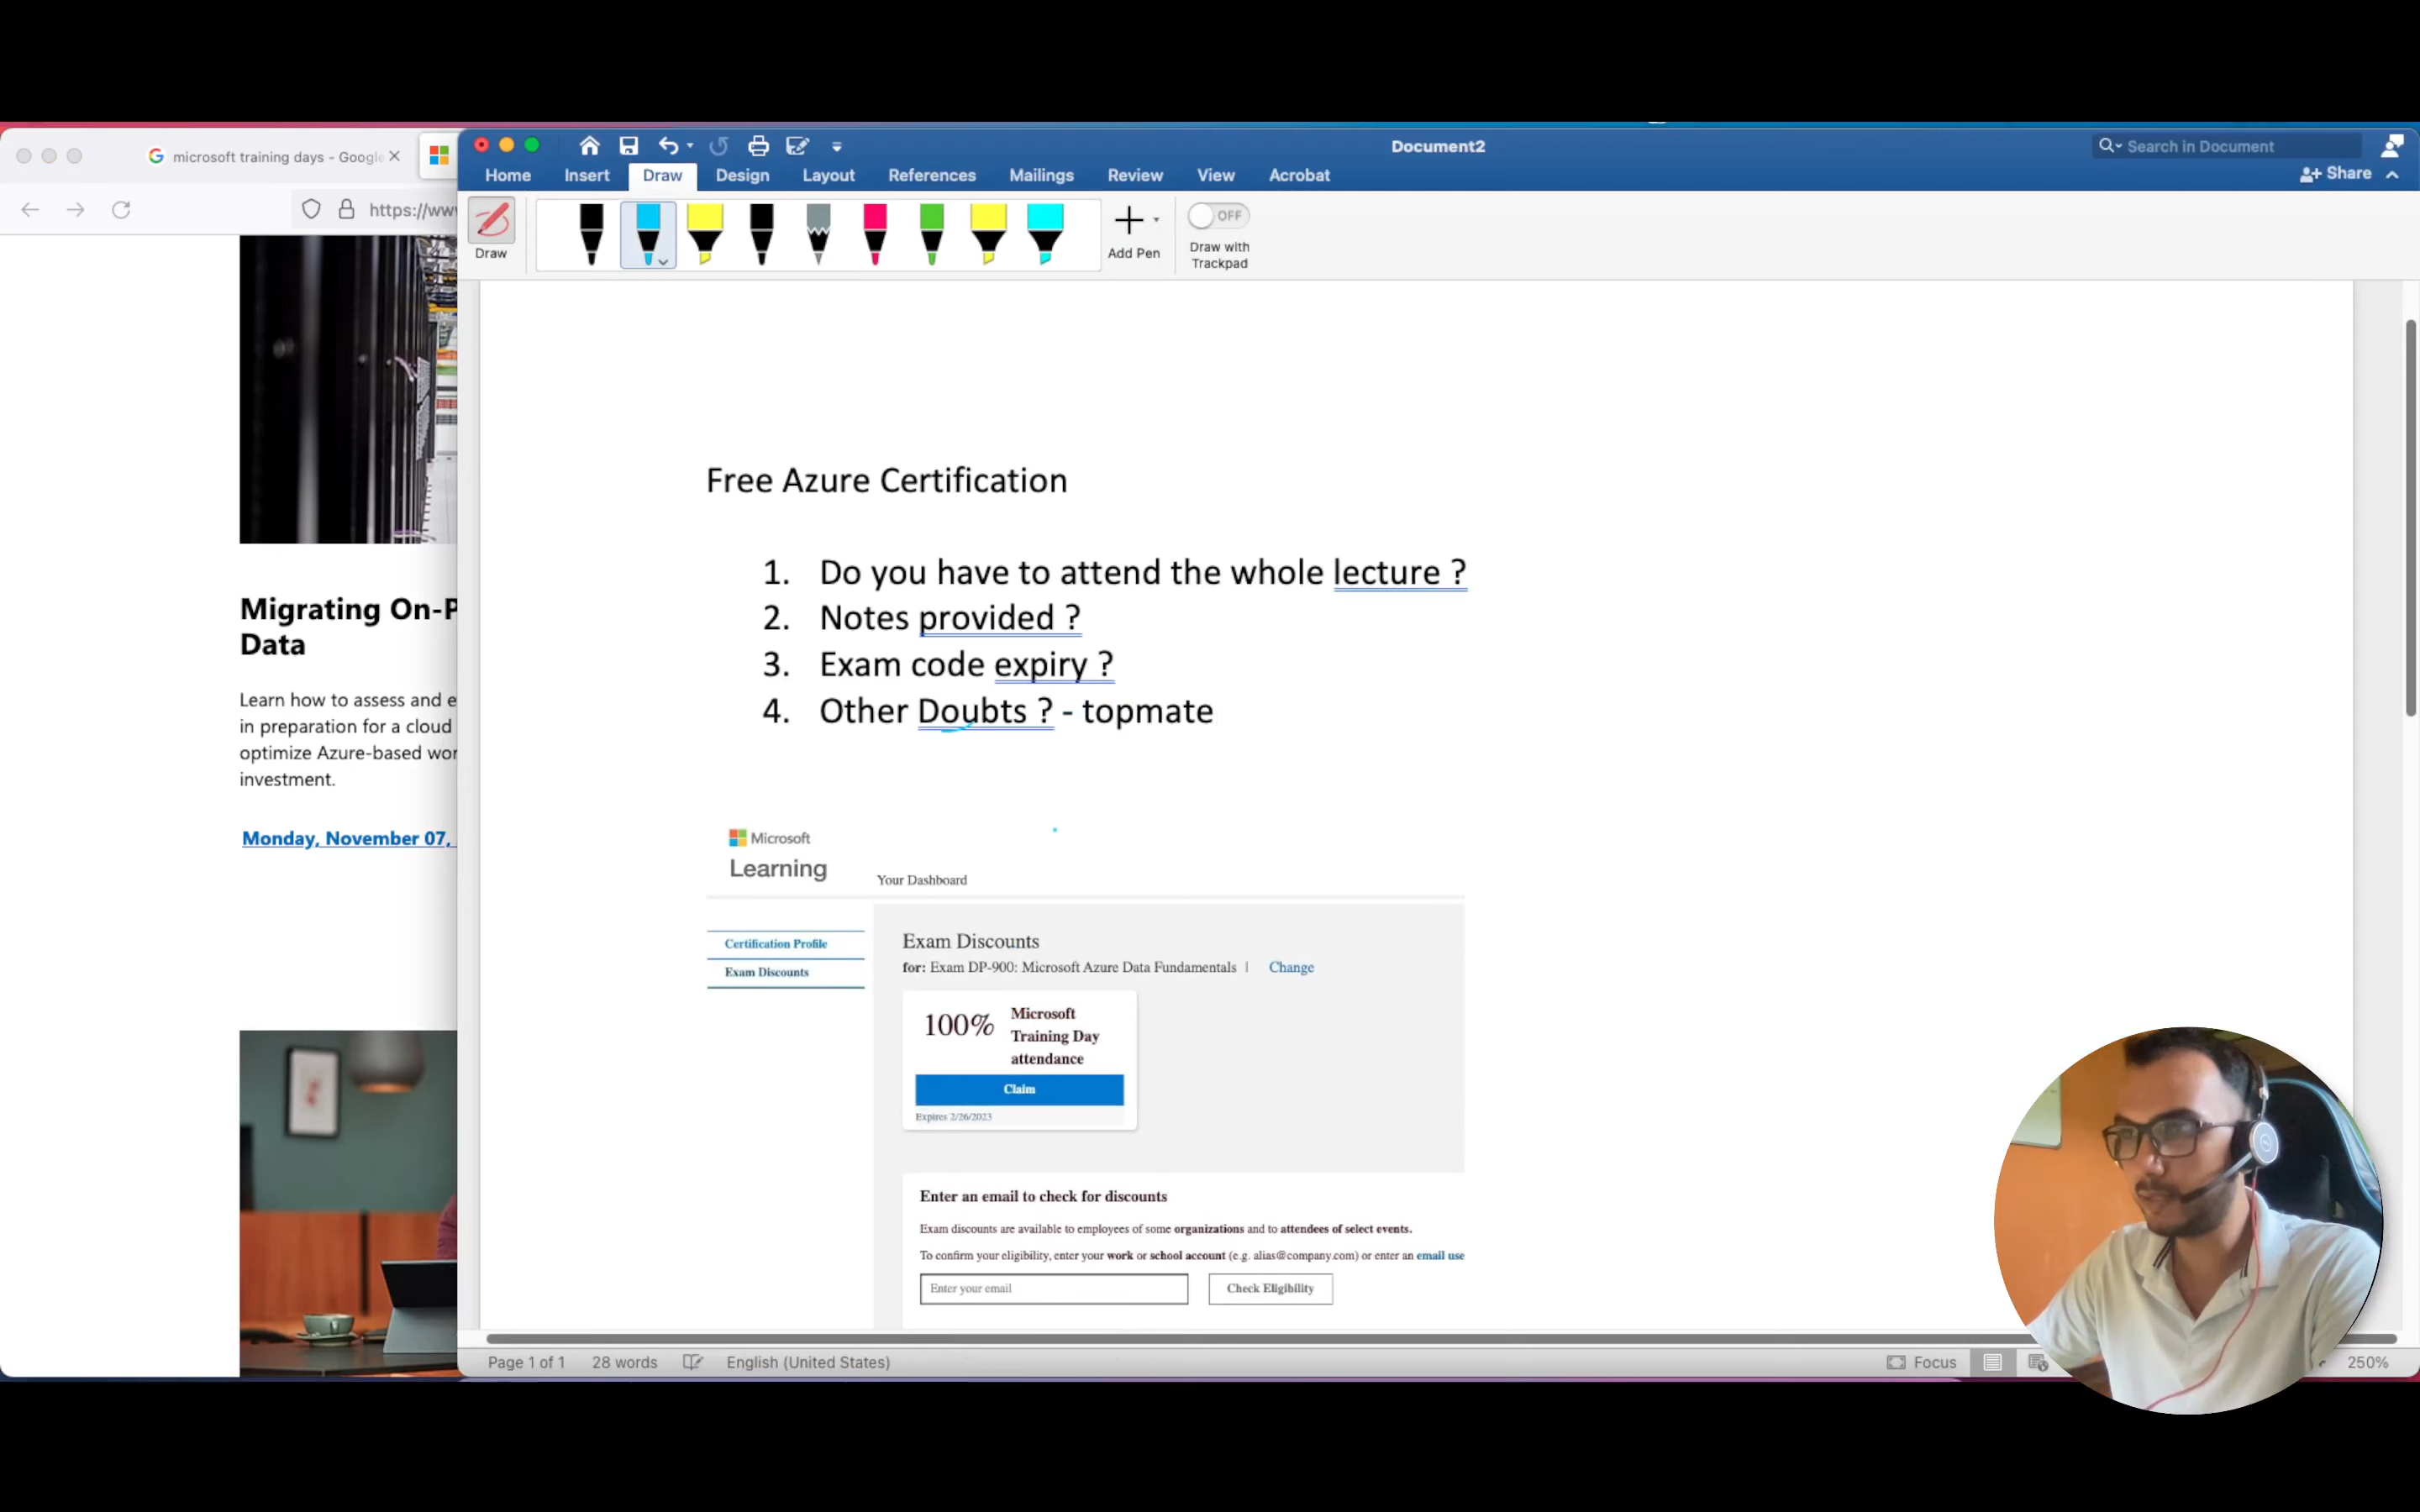 microsoft training days - Google
https://www
Migrating On-P
Data
Learn how to assess and e
in preparation for a cloud
optimize Azure-based wor
investment.
Monday, November 07,
Document2
Search in Document
Home Insert Draw Design Layout References Mailings Review View Acrobat
Share
Draw
Add Pen
OFF
Draw with
Trackpad
Free Azure Certification
1. Do you have to attend the whole lecture ?
2. Notes provided ?
3. Exam code expiry ?
4. Other Doubts ? - topmate
Microsoft
Learning
Your Dashboard
Certification Profile
Exam Discounts
Exam Discounts
for: Exam DP-900: Microsoft Azure Data Fundamentals | Change
100%
Microsoft
Training Day
attendance
Claim
Expires 2/26/2023
Enter an email to check for discounts
Exam discounts are available to employees of some organizations and to attendees of select events.
To confirm your eligibility, enter your work or school account (e.g. alias@company.com) or enter an email use
Enter your email
Check Eligibility
Page 1 of 1 28 words English (United States)
Focus
250%